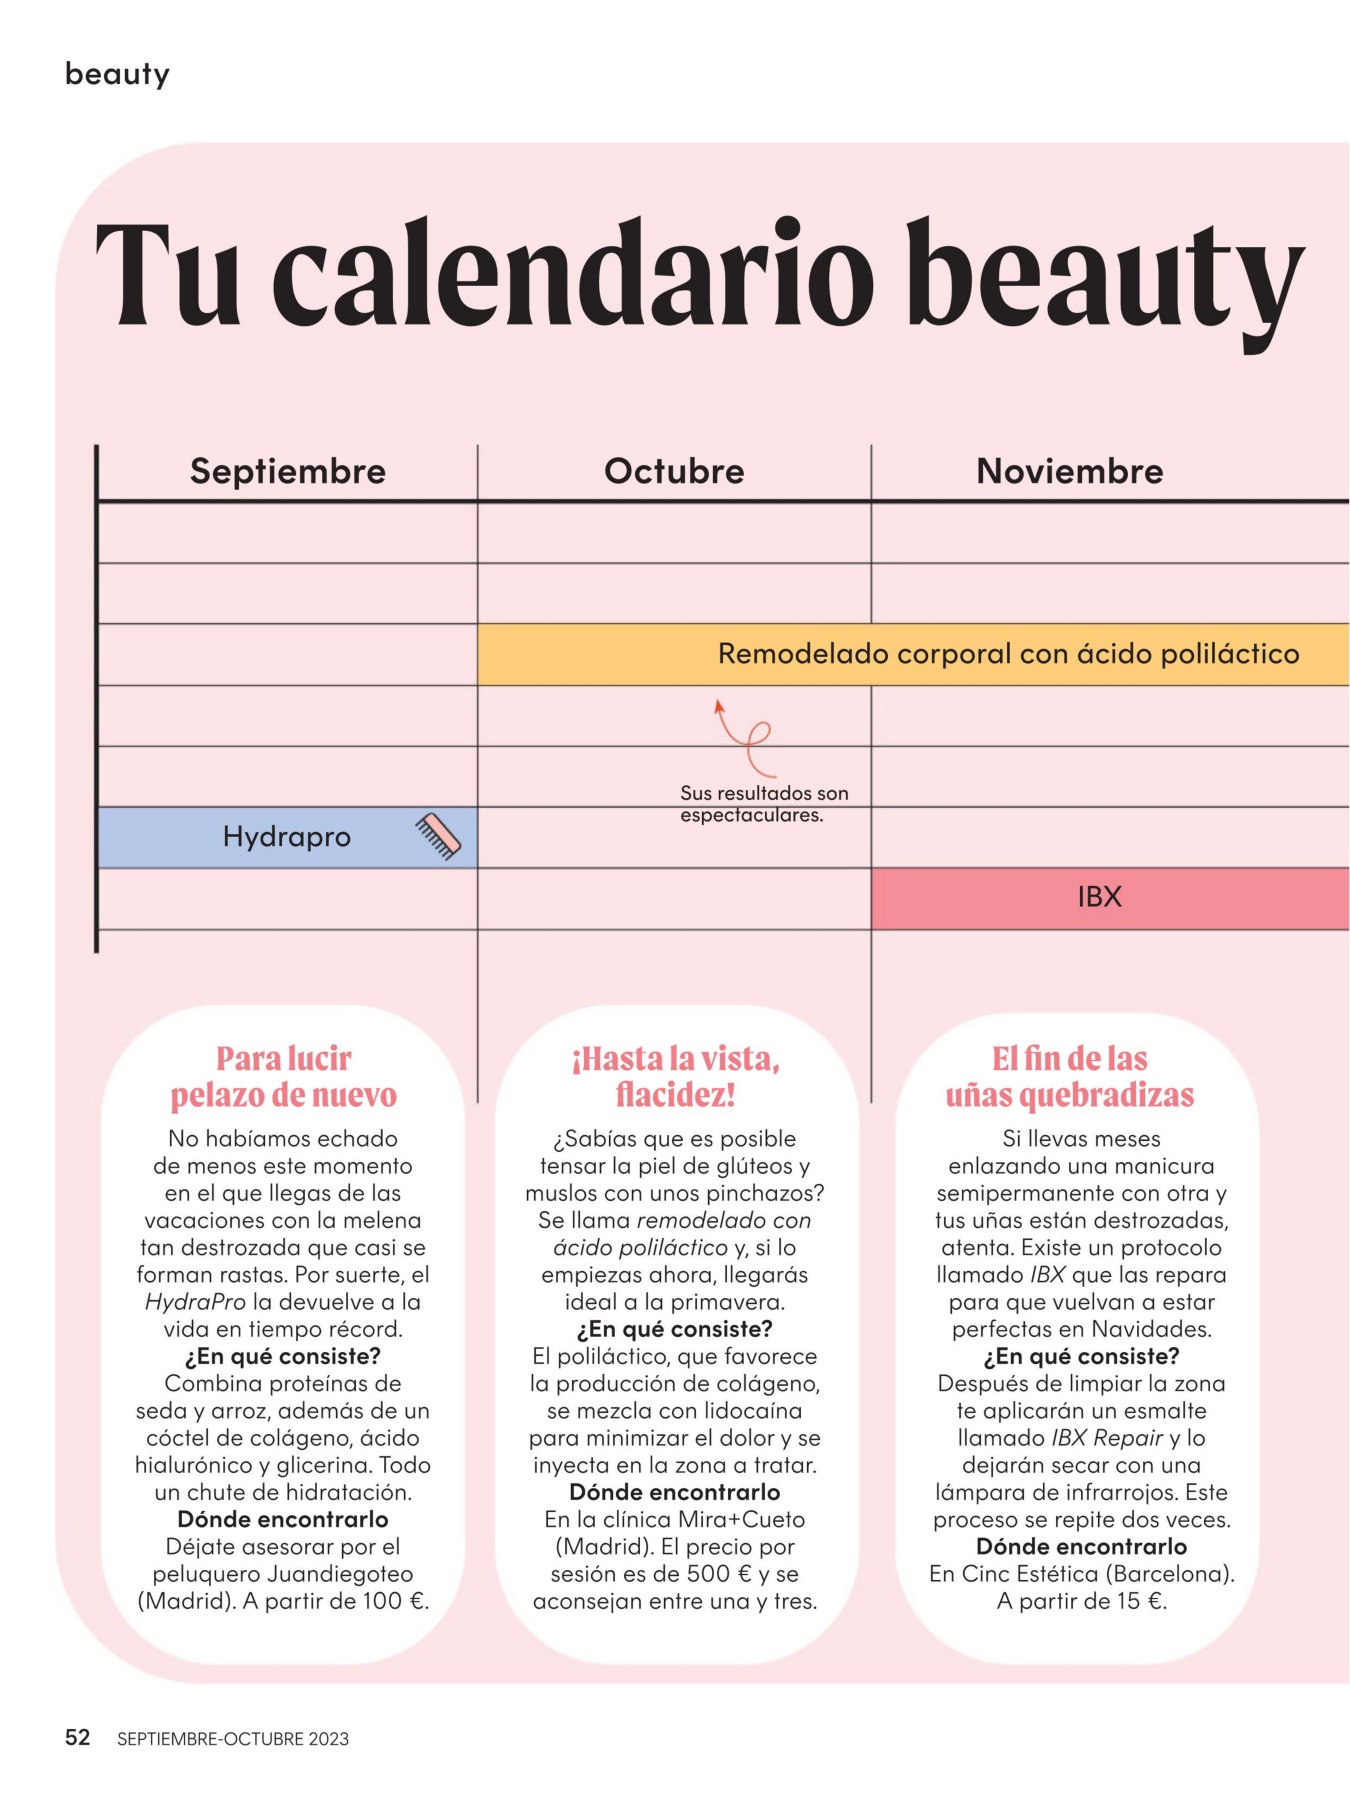 beauty
Tu calendario beauty
Septiembre
Octubre
Noviembre
Remodelado corporal con ácido poliláctico
Sus resultados son
espectaculares.
Hydrapro
IBX
Para lucir
pelazo de nuevo
No habíamos echado
de menos este momento
en el que llegas de las
vacaciones con la melena
tan destrozada que casi se
forman rastas. Por suerte, el
HydraPro la devuelve a la
vida en tiempo récord.
¿En qué consiste?
Combina proteínas de
seda y arroz, además de un
cóctel de colágeno, ácido
hialurónico y glicerina. Todo
un chute de hidratación.
Dónde encontrarlo
Déjate asesorar por el
peluquero Juandiegoteo
(Madrid). A partir de 100 €.
¡Hasta la vista,
flacidez!
¿Sabías que es posible
tensar la piel de glúteos y
muslos con unos pinchazos?
Se llama remodelado con
ácido poliláctico y, si lo
empiezas ahora, llegarás
ideal a la primavera.
¿En qué consiste?
El poliláctico, que favorece
la producción de colágeno,
se mezcla con lidocaína
para minimizar el dolor y se
inyecta en la zona a tratar.
Dónde encontrarlo
En la clínica Mira+Cueto
(Madrid). El precio por
sesión es de 500 € y se
aconsejan entre una y tres.
El fin de las
uñas quebradizas
Si llevas meses
enlazando una manicura
semipermanente con otra y
tus uñas están destrozadas,
atenta. Existe un protocolo
llamado IBX que las repara
para que vuelvan a estar
perfectas en Navidades.
¿En qué consiste?
Después de limpiar la zona
te aplicarán un esmalte
llamado IBX Repair y lo
dejarán secar con una
lámpara de infrarrojos. Este
proceso se repite dos veces.
Dónde encontrarlo
En Cinc Estética (Barcelona).
A partir de 15 €.
52 SEPTIEMBRE-OCTUBRE 2023